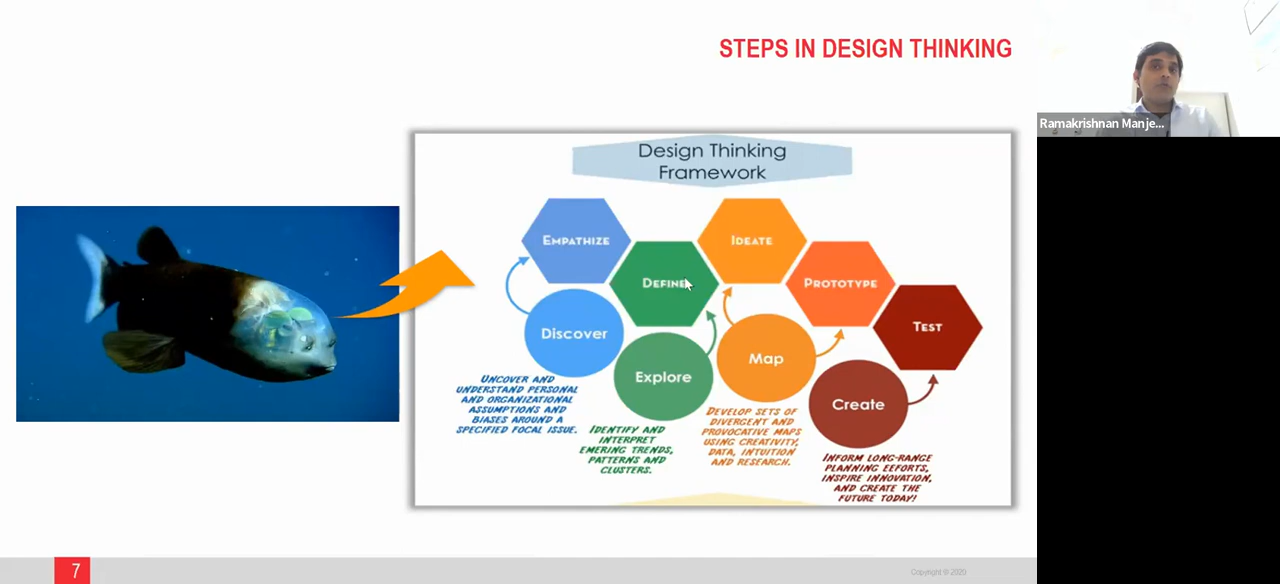 STEPS IN DESIGN THINKING
Ramakrishnan Manje...
Design Thinking
Framework
EMPATHIZE
IDEATE
DEFINE
PROTOTYPE
TEST
Discover
Explore
Map
Create
UNCOVER AND
UNDERSTAND PERSONAL
AND ORGANIZATIONAL
ASSUMPTIONS AND
BIASES AROUND A
SPECIFIED FOCAL ISSUE.
IDENTIFY AND
INTERPRET
EMERING TRENDS,
PATTERNS AND
CLUSTERS.
DEVELOP SETS OF
DIVERGENT AND
PROVOCATIVE MAPS
USING CREATIVITY,
DATA, INTUITION
AND RESEARCH.
INFORM LONG-RANGE
PLANNING EFFORTS,
INSPIRE INNOVATION,
AND CREATE THE
FUTURE TODAY!
7
Copyright © 2020